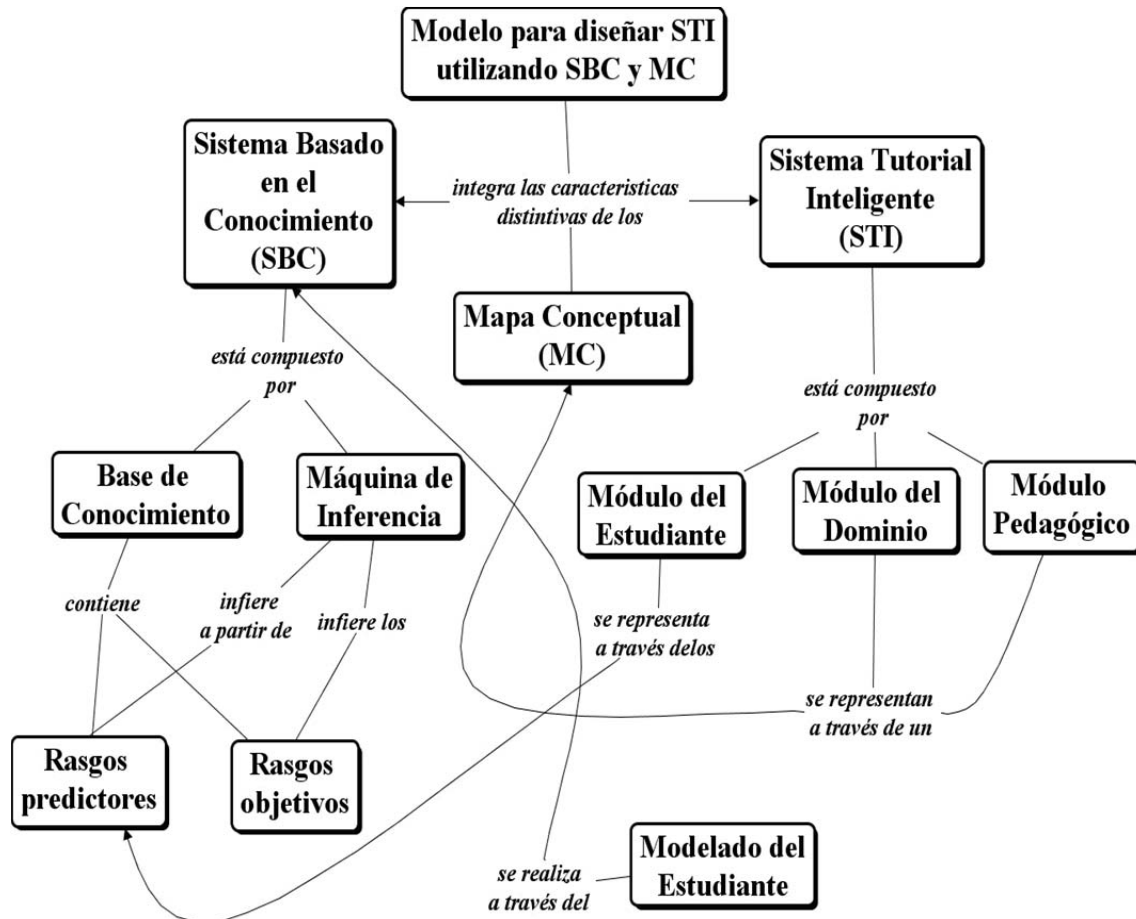 Modelo para diseñar STI
utilizando SBC y MC
Sistema Basado
en el
Conocimiento
(SBC)
integra las caracteristicas
distintivas de los
Sistema Tutorial
Inteligente
(STI)
Mapa Conceptual
(MC)
está compuesto
por
está compuesto
por
Base de
Conocimiento
Máquina de
Inferencia
Módulo del
Estudiante
Módulo del
Dominio
Módulo
Pedagógico
contiene
infiere
a partir de
infiere los
se representa
a través delos
se representan
a través de un
Rasgos
predictores
Rasgos
objetivos
se realiza
a través del
Modelado del
Estudiante